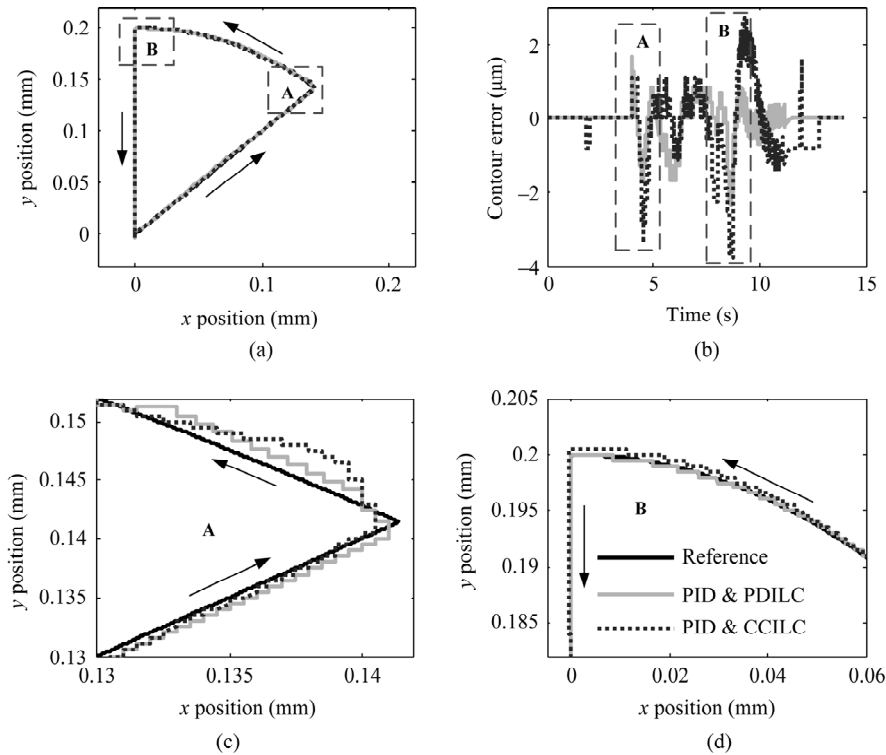 0.2
0.15
0.1
0.05
0
y position (mm)
B
A
0
0.1
0.2
x position (mm)
(a)
2
0
−2
−4
Contour error (μm)
A
B
0
5
10
15
Time (s)
(b)
0.15
0.145
0.14
0.135
0.13
y position (mm)
A
0.13
0.135
0.14
x position (mm)
(c)
0.205
0.2
0.195
0.19
0.185
y position (mm)
B
Reference
PID & PDILC
PID & CCILC
0
0.02
0.04
0.06
x position (mm)
(d)